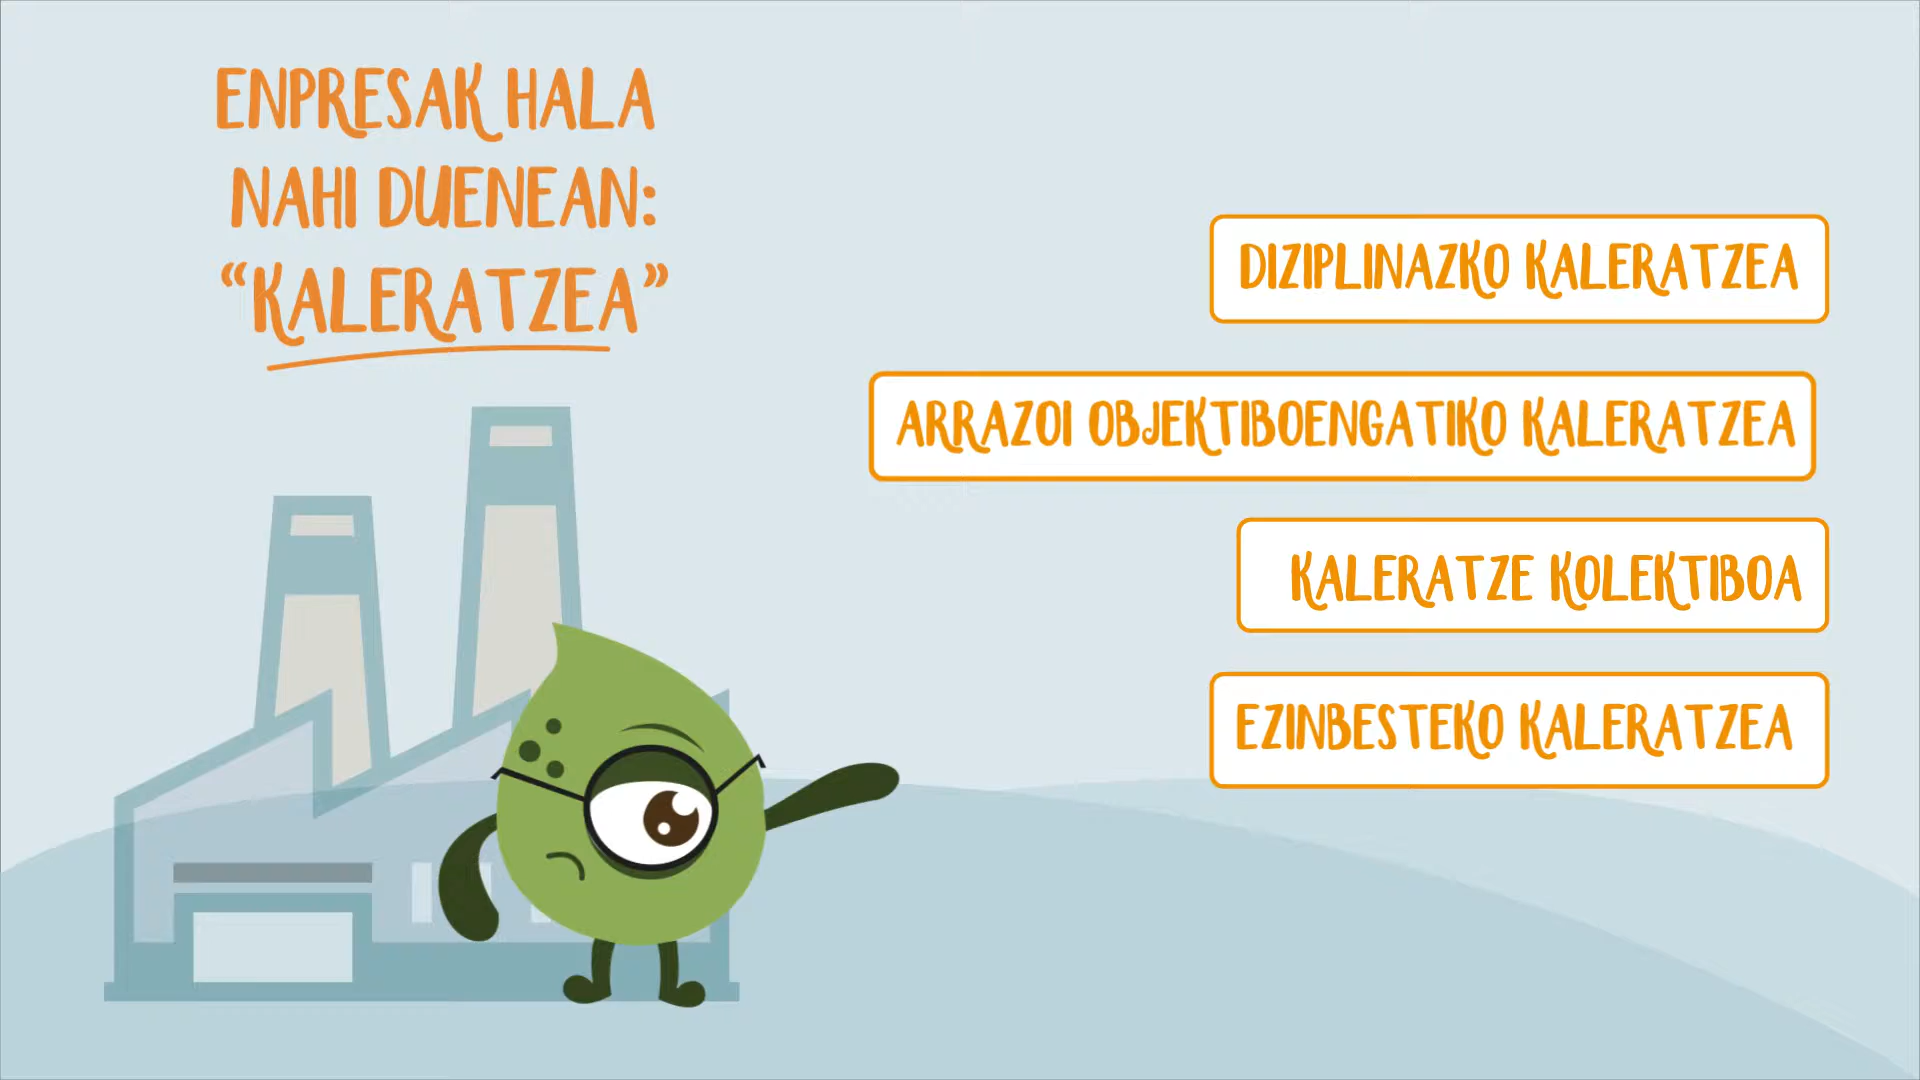 ENPRESAK HALA
NAHI DUENEAN:
“KALERATZEA”
DIZIPLINAZKO KALERATZEA
ARRAZOI OBJEKTIBOENGATIKO KALERATZEA
KALERATZE KOLEKTIBOA
EZINBESTEKO KALERATZEA